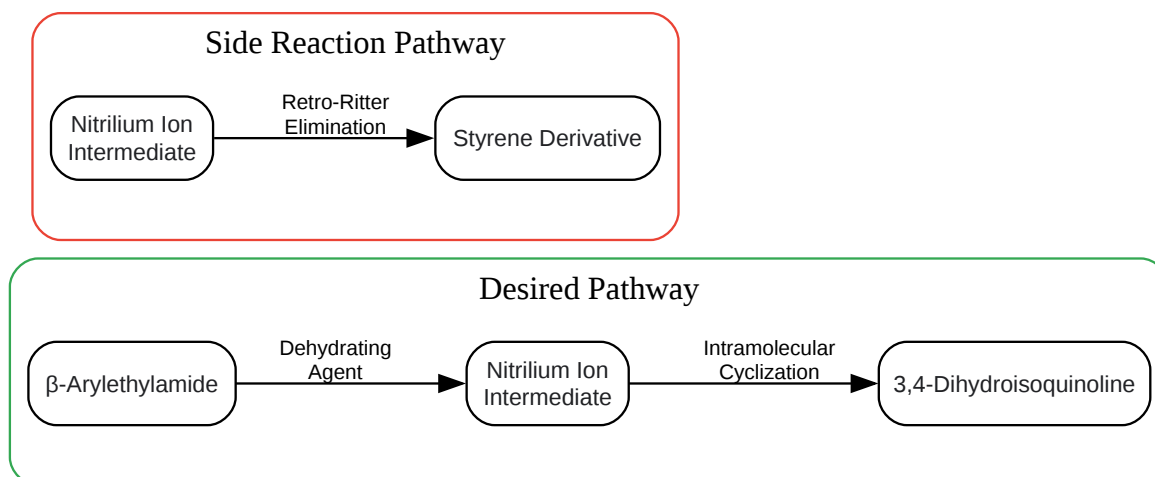 Side Reaction Pathway
Nitrilium Ion
Intermediate
Retro-Ritter
Elimination
Styrene Derivative
Desired Pathway
β-Arylethylamide
Dehydrating
Agent
Nitrilium Ion
Intermediate
Intramolecular
Cyclization
3,4-Dihydroisoquinoline